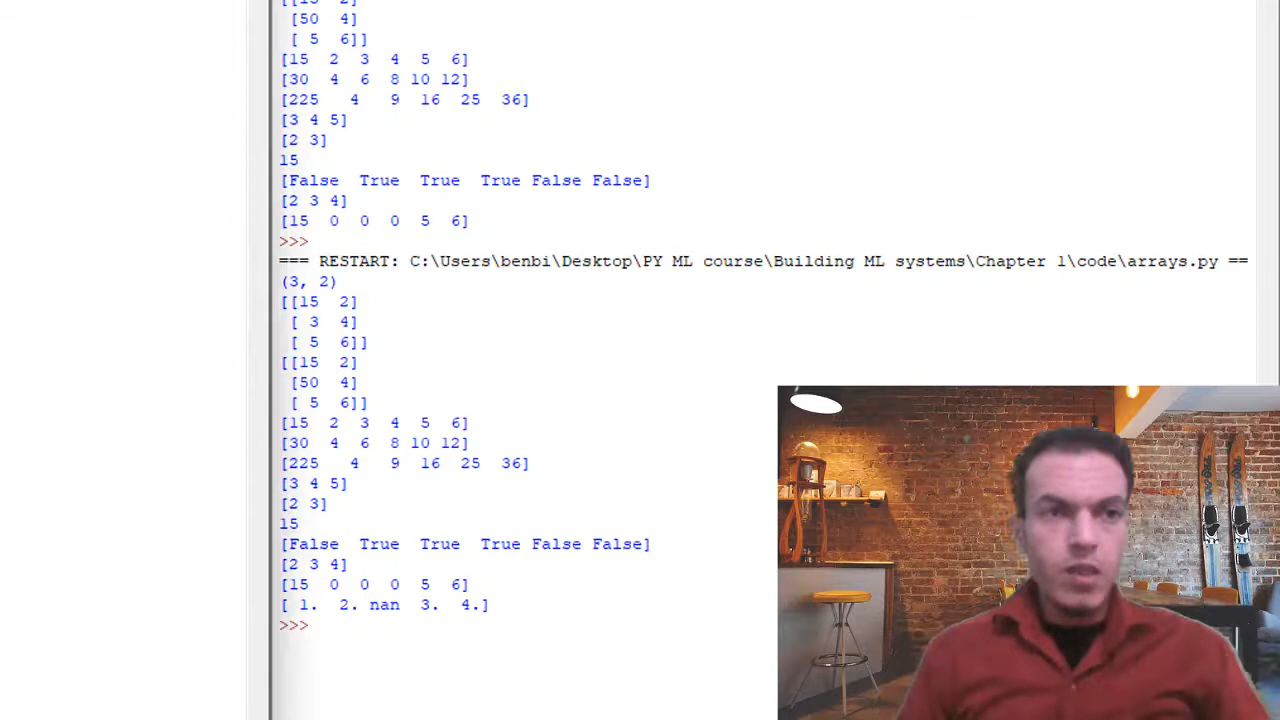 [[15  2]
 [50  4]
 [ 5  6]]
[15  2  3  4  5  6]
[30  4  6  8 10 12]
[225   4   9  16  25  36]
[3 4 5]
[2 3]
15
[False  True  True  True False False]
[2 3 4]
[15  0  0  0  5  6]
>>>
=== RESTART: C:\Users\benbi\Desktop\PY ML course\Building ML systems\Chapter 1\code\arrays.py ==
(3, 2)
[[15  2]
 [ 3  4]
 [ 5  6]]
[[15  2]
 [50  4]
 [ 5  6]]
[15  2  3  4  5  6]
[30  4  6  8 10 12]
[225   4   9  16  25  36]
[3 4 5]
[2 3]
15
[False  True  True  True False False]
[2 3 4]
[15  0  0  0  5  6]
[ 1.  2. nan  3.  4.]
>>>